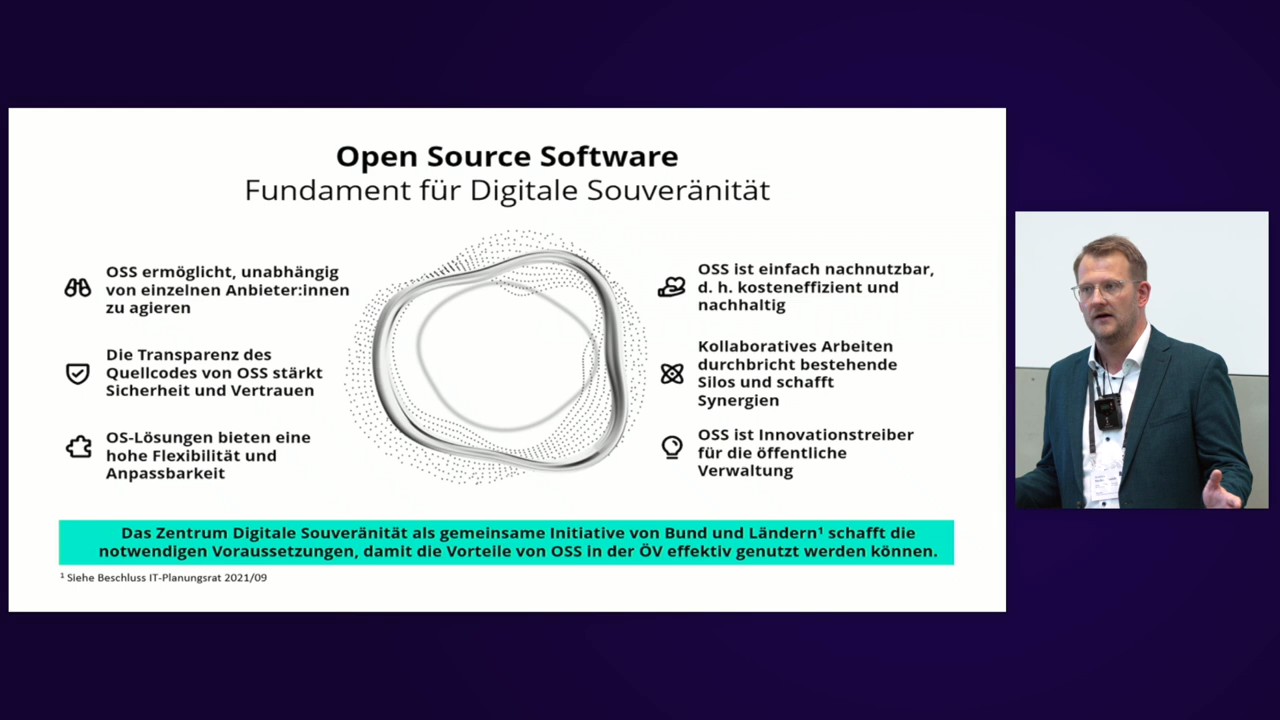 Open Source Software
Fundament für Digitale Souveränität
OSS ermöglicht, unabhängig
von einzelnen Anbieter:innen
zu agieren
Die Transparenz des
Quellcodes von OSS stärkt
Sicherheit und Vertrauen
OS-Lösungen bieten eine
hohe Flexibilität und
Anpassbarkeit
OSS ist einfach nachnutzbar,
d. h. kosteneffizient und
nachhaltig
Kollaboratives Arbeiten
durchbricht bestehende
Silos und schafft
Synergien
OSS ist Innovationstreiber
für die öffentliche
Verwaltung
Das Zentrum Digitale Souveränität als gemeinsame Initiative von Bund und Ländern¹ schafft die
notwendigen Voraussetzungen, damit die Vorteile von OSS in der ÖV effektiv genutzt werden können.
¹ Siehe Beschluss IT-Planungsrat 2021/09